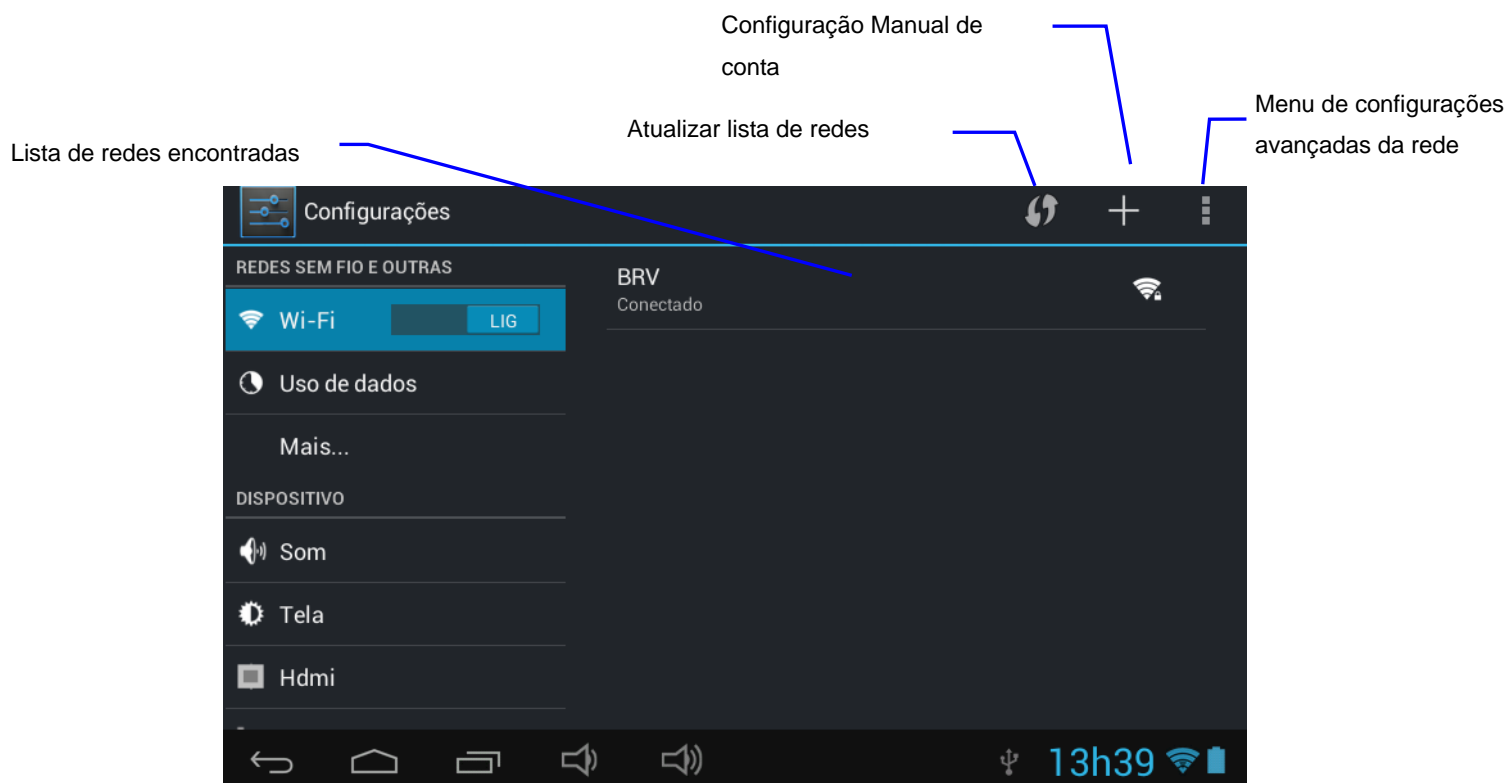 Configuração Manual de
conta
Menu de configurações
avançadas da rede
Atualizar lista de redes
Lista de redes encontradas
Configurações
REDES SEM FIO E OUTRAS
Wi-Fi
LIG
Uso de dados
Mais...
DISPOSITIVO
Som
Tela
Hdmi
BRV
Conectado
13h39